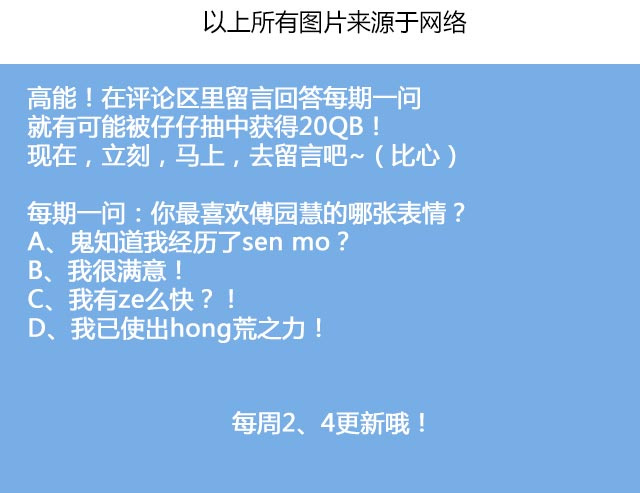 以上所有图片来源于网络
高能！在评论区里留言回答每期一问
就有可能被仔仔抽中获得20QB！
现在，立刻，马上，去留言吧~（比心）
每期一问：你最喜欢傅园慧的哪张表情？
A、鬼知道我经历了sen mo？
B、我很满意！
C、我有ze么快？！
D、我已使出hong荒之力！
每周2、4更新哦！